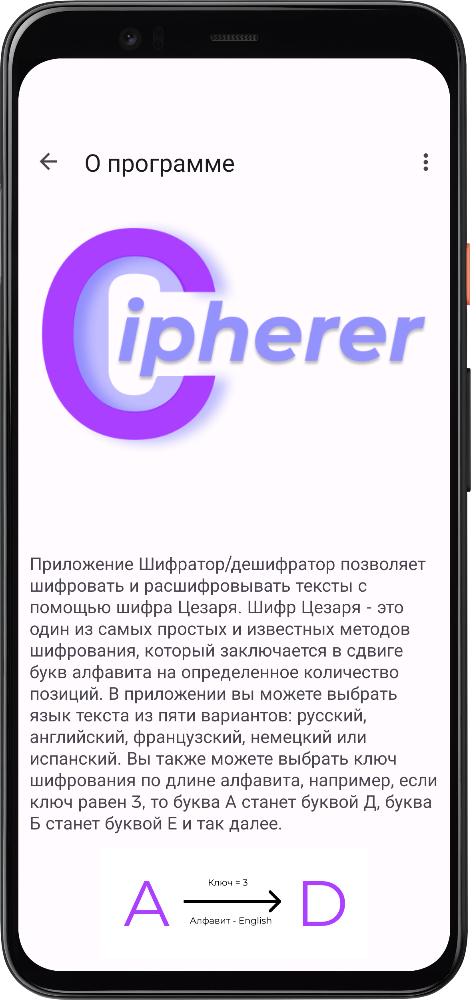 О программе
Cipherer
Приложение Шифратор/дешифратор позволяет
шифровать и расшифровывать тексты с
помощью шифра Цезаря. Шифр Цезаря - это
один из самых простых и известных методов
шифрования, который заключается в сдвиге
букв алфавита на определенное количество
позиций. В приложении вы можете выбрать
язык текста из пяти вариантов: русский,
английский, французский, немецкий или
испанский. Вы также можете выбрать ключ
шифрования по длине алфавита, например, если
ключ равен 3, то буква А станет буквой Д, буква
Б станет буквой Е и так далее.
Ключ = 3
A D
Алфавит - English